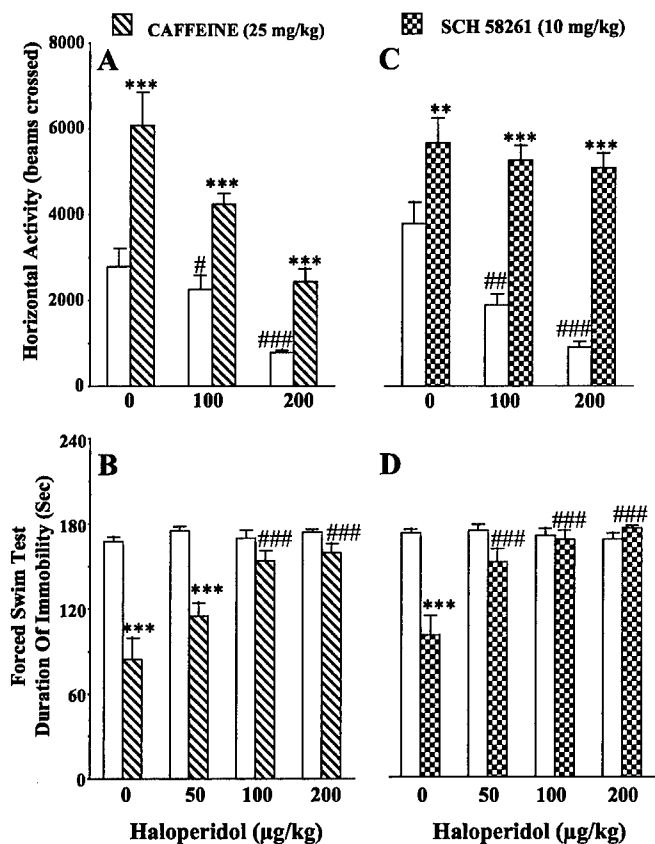 CAFFEINE (25 mg/kg)
SCH 58261 (10 mg/kg)
Horizontal Activity (beams crossed)
8000
6000
4000
2000
0
A
***
***
#
***
###
0 100 200
C
**
***
***
##
###
0 100 200
Forced Swim Test
Duration Of Immobility (Sec)
240
180
120
60
0
B
***
***
###
###
0 50 100 200
Haloperidol (µg/kg)
D
***
###
###
###
0 50 100 200
Haloperidol (µg/kg)